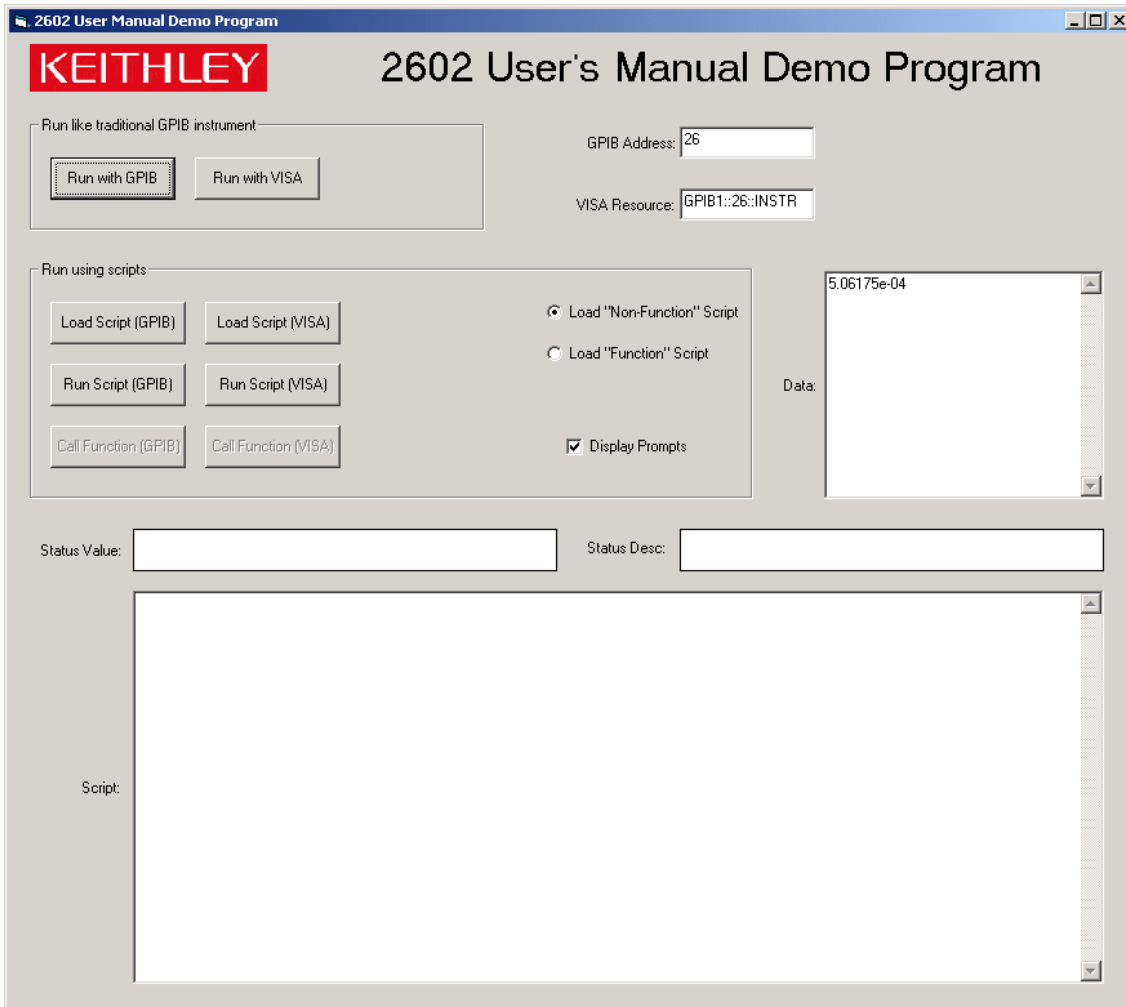 2602 User Manual Demo Program
KEITHLEY
2602 User's Manual Demo Program
Run like traditional GPIB instrument
Run with GPIB
Run with VISA
GPIB Address:
26
VISA Resource:
GPIB1::26::INSTR
Run using scripts
Load Script (GPIB)
Load Script (VISA)
Load "Non-Function" Script
Run Script (GPIB)
Run Script (VISA)
Load "Function" Script
Call Function (GPIB)
Call Function (VISA)
Display Prompts
Data:
5.06175e-04
Status Value:
Status Desc:
Script: